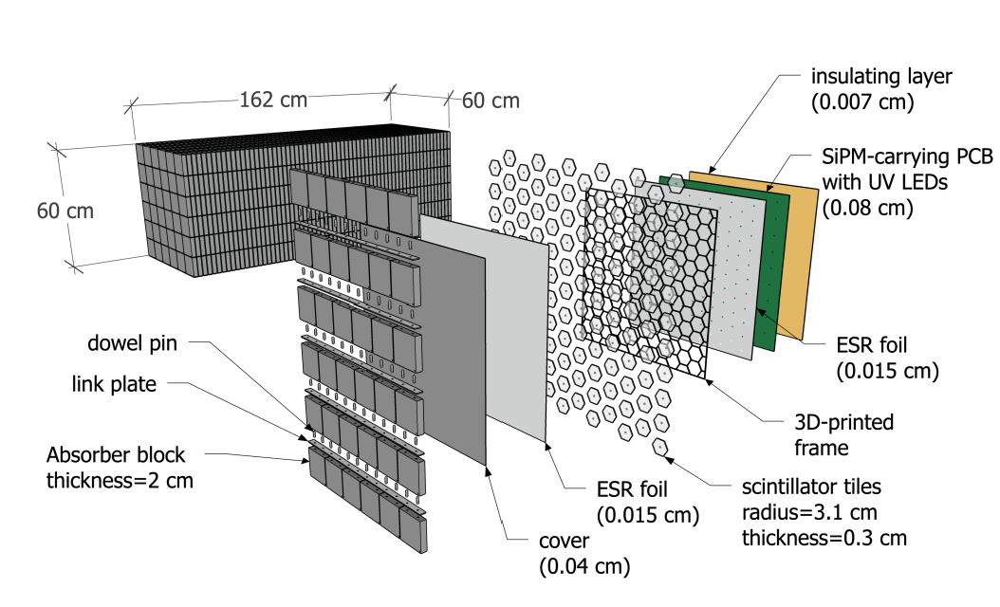 162 cm
60 cm
60 cm
insulating layer
(0.007 cm)
SiPM-carrying PCB
with UV LEDs
(0.08 cm)
ESR foil
(0.015 cm)
3D-printed
frame
scintillator tiles
radius=3.1 cm
thickness=0.3 cm
ESR foil
(0.015 cm)
cover
(0.04 cm)
dowel pin
link plate
Absorber block
thickness=2 cm